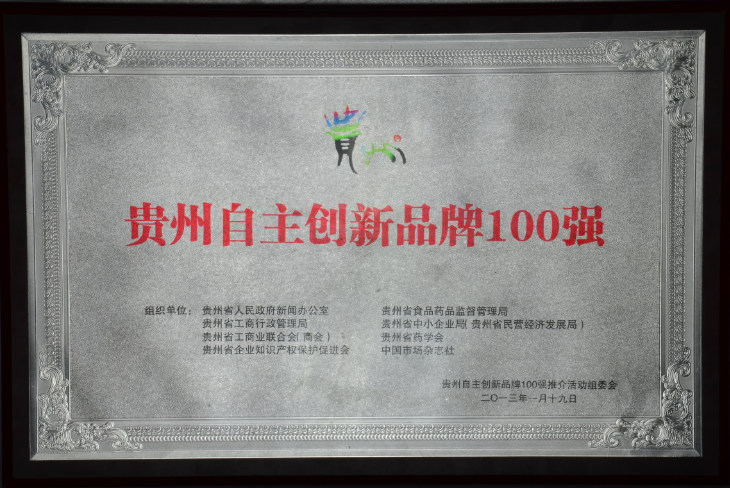 贵州
贵州自主创新品牌100强
组织单位：贵州省人民政府新闻办公室 贵州省食品药品监督管理局
贵州省工商行政管理局 贵州省中小企业局（贵州省民营经济发展局）
贵州省工商业联合会（商会） 贵州省药学会
贵州省企业知识产权保护促进会 中国市场杂志社
贵州自主创新品牌100强推介活动组委会
二〇一三年一月十九日